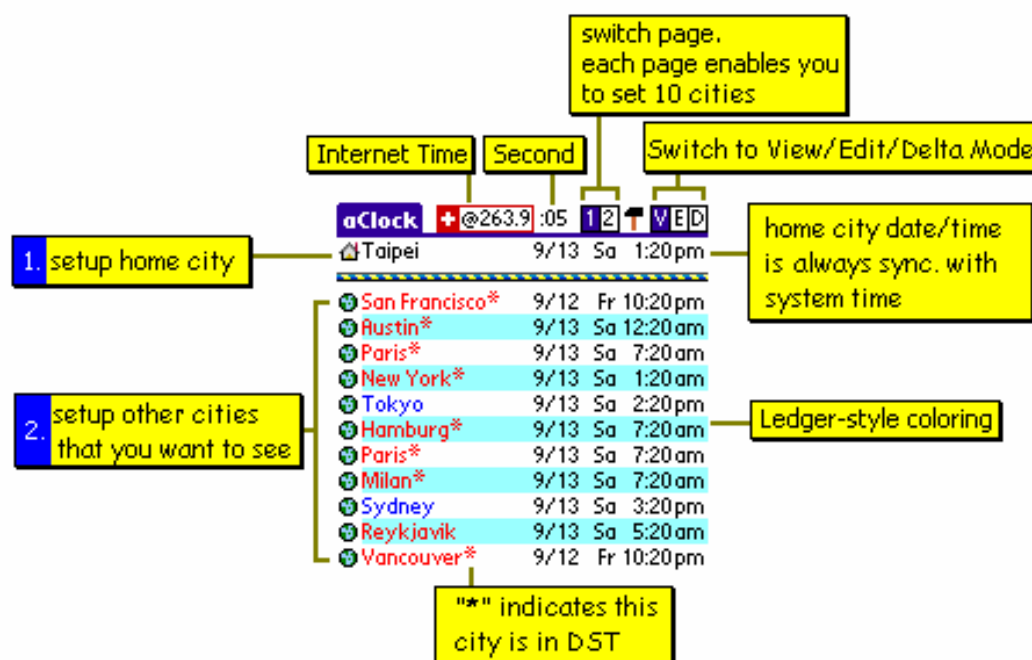 switch page.
each page enables you
to set 10 cities
Internet Time
Second
Switch to View/Edit/Delta Mode
aClock
@263.9 :05 1 2 V E D
1. setup home city
Taipei 9/13 Sa 1:20pm
home city date/time
is always sync. with
system time
San Francisco* 9/12 Fr 10:20pm
Austin* 9/13 Sa 12:20am
Paris* 9/13 Sa 7:20am
New York* 9/13 Sa 1:20am
Tokyo 9/13 Sa 2:20pm
Hamburg* 9/13 Sa 7:20am
Paris* 9/13 Sa 7:20am
Milan* 9/13 Sa 7:20am
Sydney 9/13 Sa 3:20pm
Reykjavik 9/13 Sa 5:20am
Vancouver* 9/12 Fr 10:20pm
2. setup other cities
that you want to see
Ledger-style coloring
"*" indicates this
city is in DST